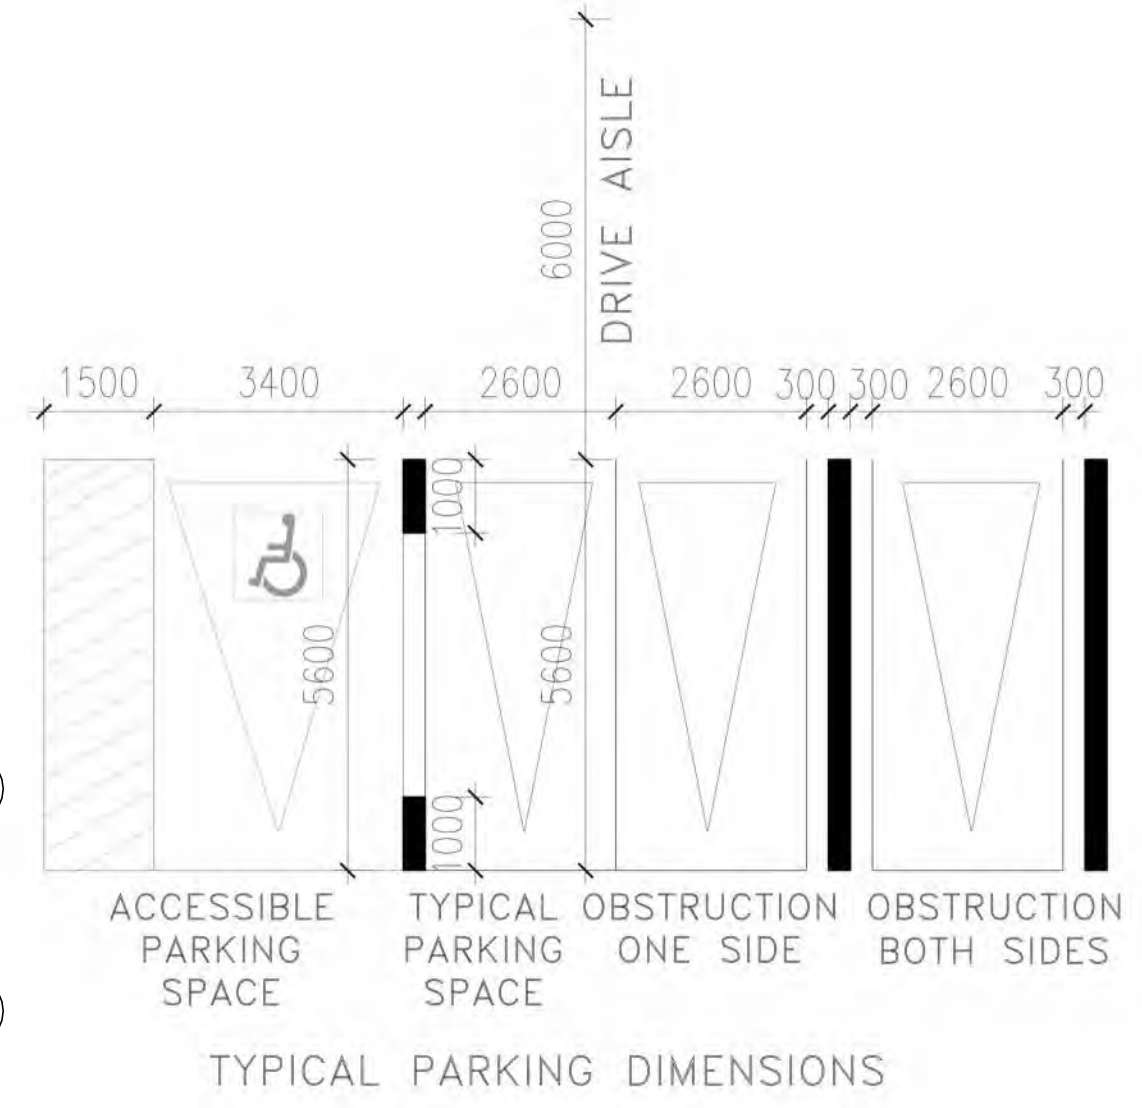 6000
DRIVE AISLE
1500 3400 2600 2600 300 300 2600 300
1000
5600
5600
1000
ACCESSIBLE
PARKING
SPACE
TYPICAL
PARKING
SPACE
OBSTRUCTION
ONE SIDE
OBSTRUCTION
BOTH SIDES
TYPICAL PARKING DIMENSIONS